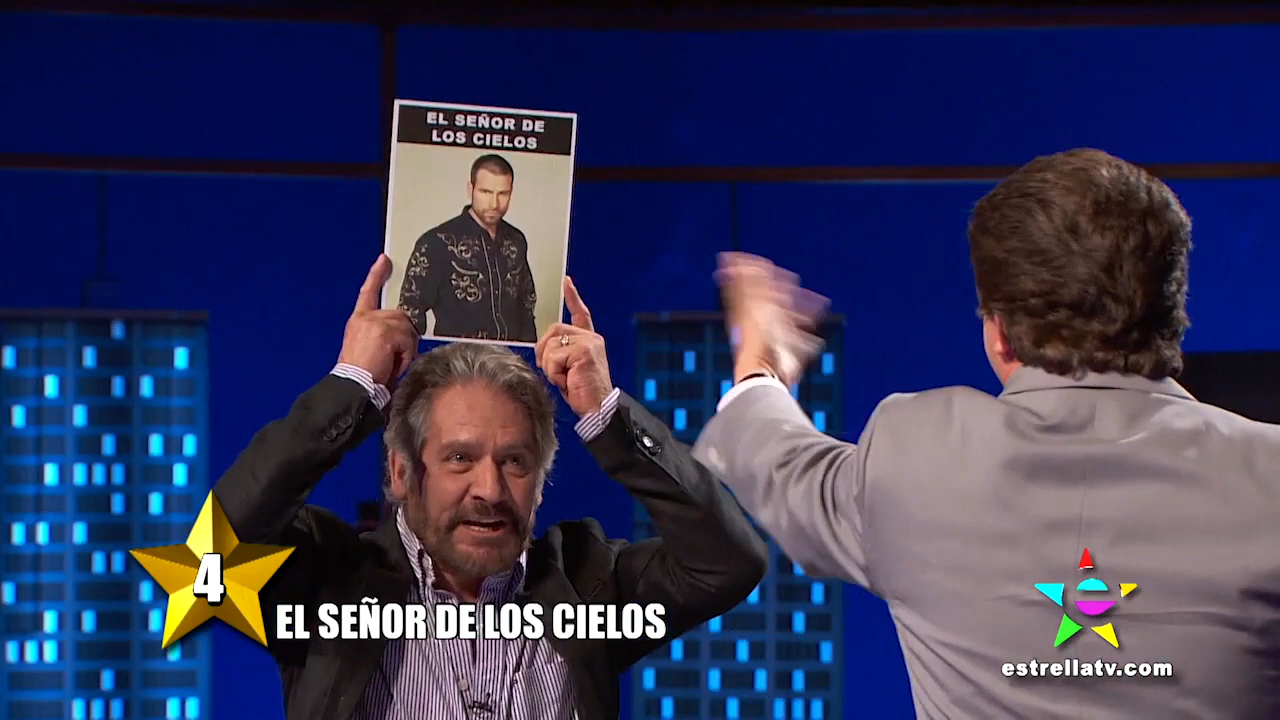 EL SEÑOR DE
LOS CIELOS
4
EL SEÑOR DE LOS CIELOS
estrellatv.com